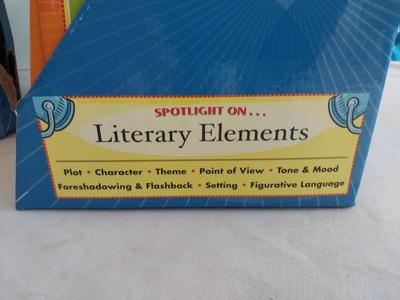 SPOTLIGHT ON...
Literary Elements
Plot • Character • Theme • Point of View • Tone & Mood
Foreshadowing & Flashback • Setting • Figurative Language